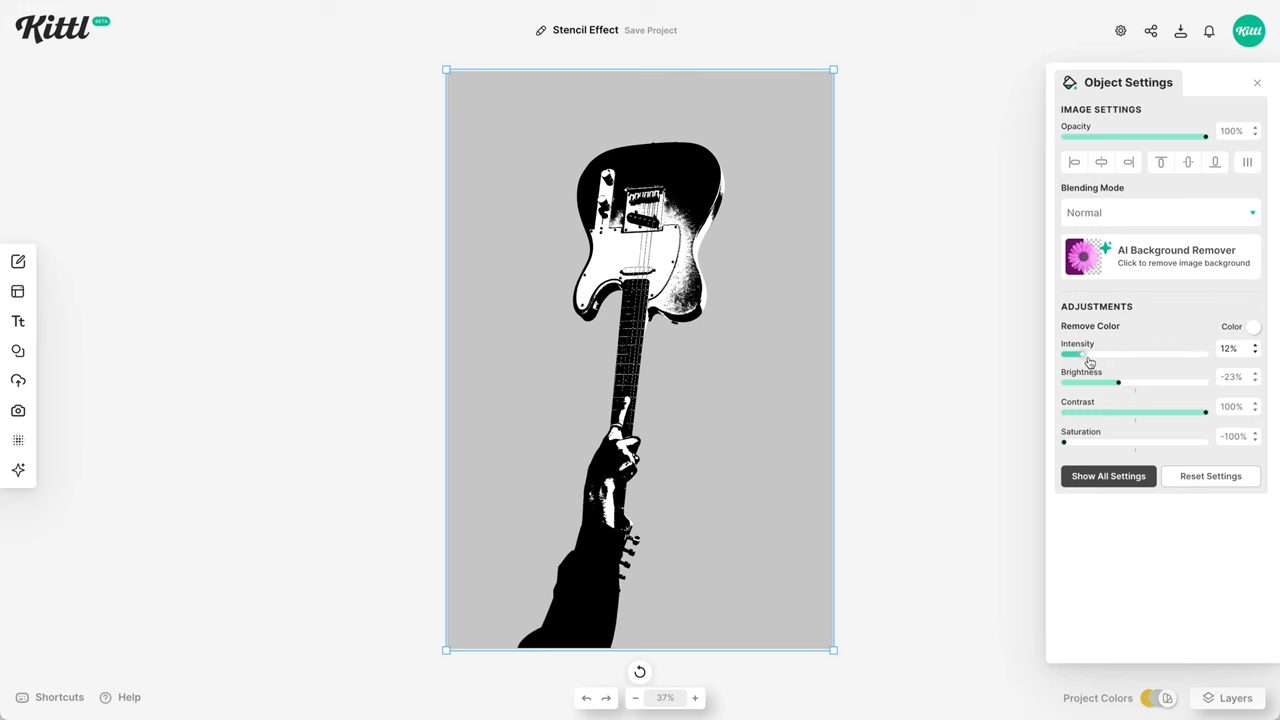 Kittl BETA
Stencil Effect Save Project
Kittl
Object Settings
IMAGE SETTINGS
Opacity
100%
Blending Mode
Normal
AI Background Remover
Click to remove image background
ADJUSTMENTS
Remove Color Color
Intensity
12%
Brightness
-23%
Contrast
100%
Saturation
-100%
Show All Settings Reset Settings
Tt
Shortcuts Help
37%
Project Colors Layers